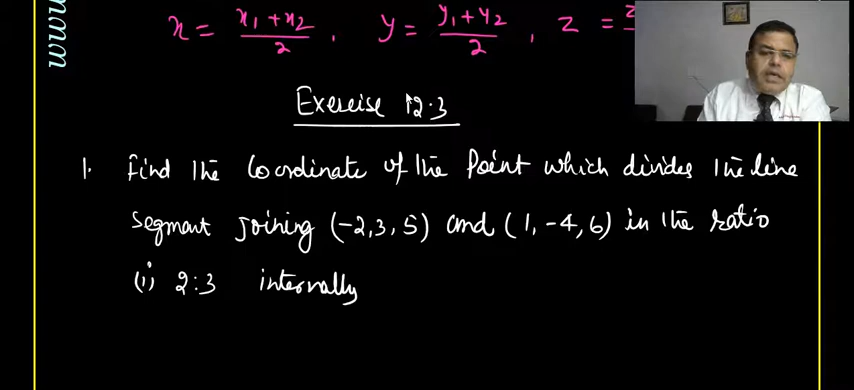 www
x = x₁ + x₂ / 2 , y = y₁ + y₂ / 2 , z =
Exercise 12.3
1. Find the Coordinate of the Point which divides the line
Segment joining (-2, 3, 5) and (1, -4, 6) in the ratio
(i) 2:3 internally